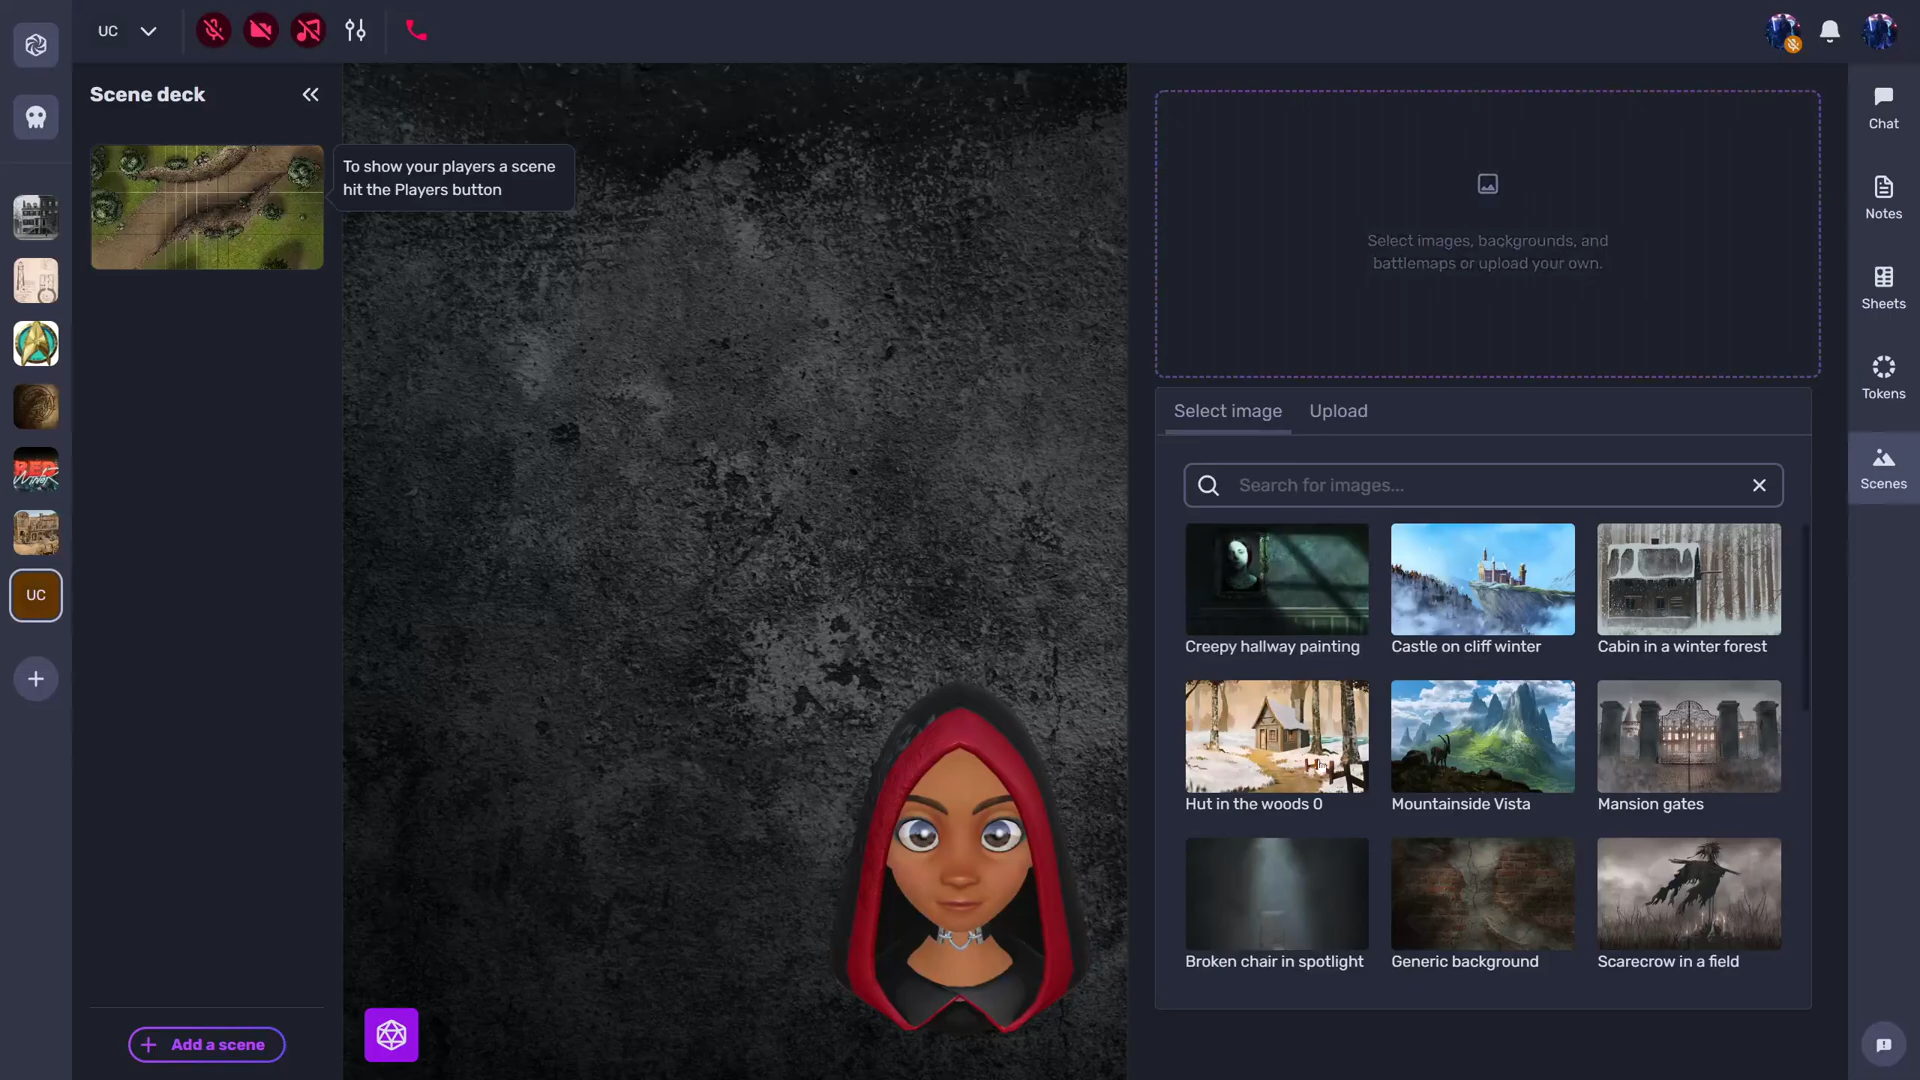 UC
Scene deck
To show your players a scene
hit the Players button
Select images, backgrounds, and
battlemaps or upload your own.
Select image
Upload
Search for images...
Creepy hallway painting
Castle on cliff winter
Cabin in a winter forest
Hut in the woods 0
Mountainside Vista
Mansion gates
Broken chair in spotlight
Generic background
Scarecrow in a field
Chat
Notes
Sheets
Tokens
Scenes
RED
WINTER
UC
Add a scene